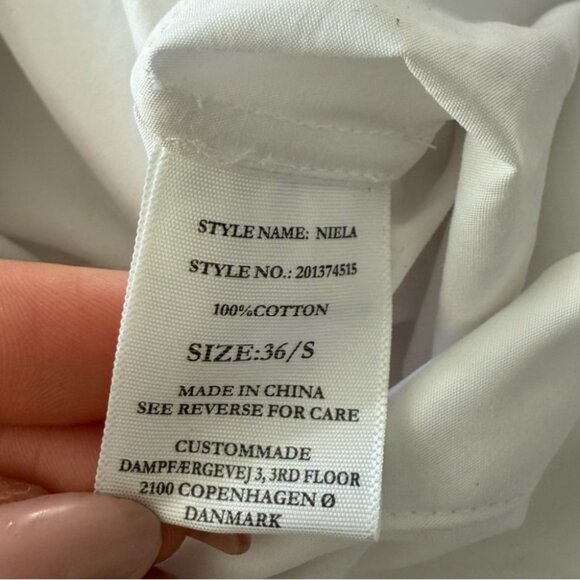 STYLE NAME: NIELA
STYLE NO.: 201374515
100%COTTON
SIZE:36/S
MADE IN CHINA
SEE REVERSE FOR CARE
CUSTOMMADE
DAMPFÆRGEVEJ 3, 3RD FLOOR
2100 COPENHAGEN Ø
DANMARK